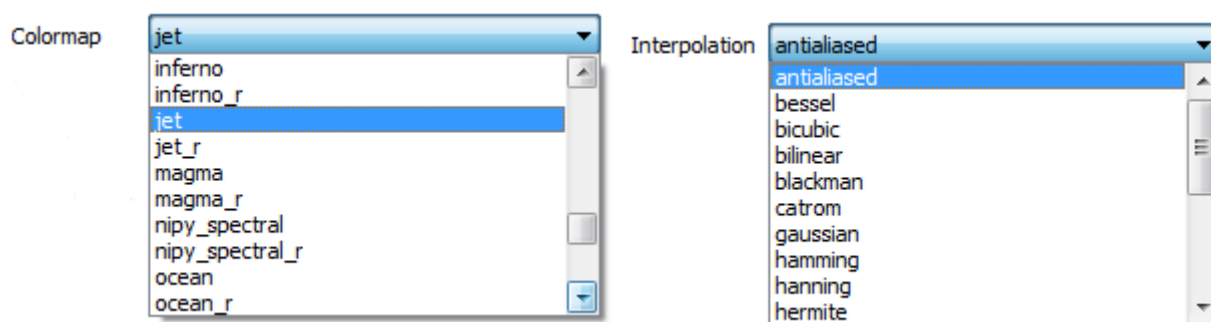 Colormap
jet
inferno
inferno_r
jet
jet_r
magma
magma_r
nipy_spectral
nipy_spectral_r
ocean
ocean_r
Interpolation
antialiased
antialiased
bessel
bicubic
bilinear
blackman
catrom
gaussian
hamming
hanning
hermite